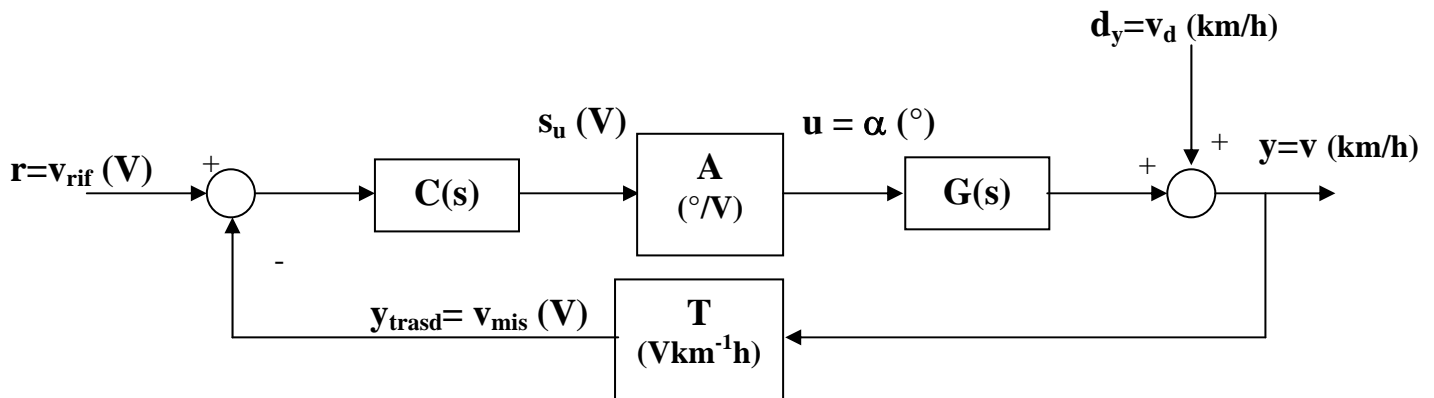 d_y=v_d (km/h)
s_u (V)
u = α (°)
+
y=v (km/h)
r=v_rif (V)
+
+
C(s)
A
(°/V)
G(s)
-
y_trasd= v_mis (V)
T
(Vkm⁻¹h)